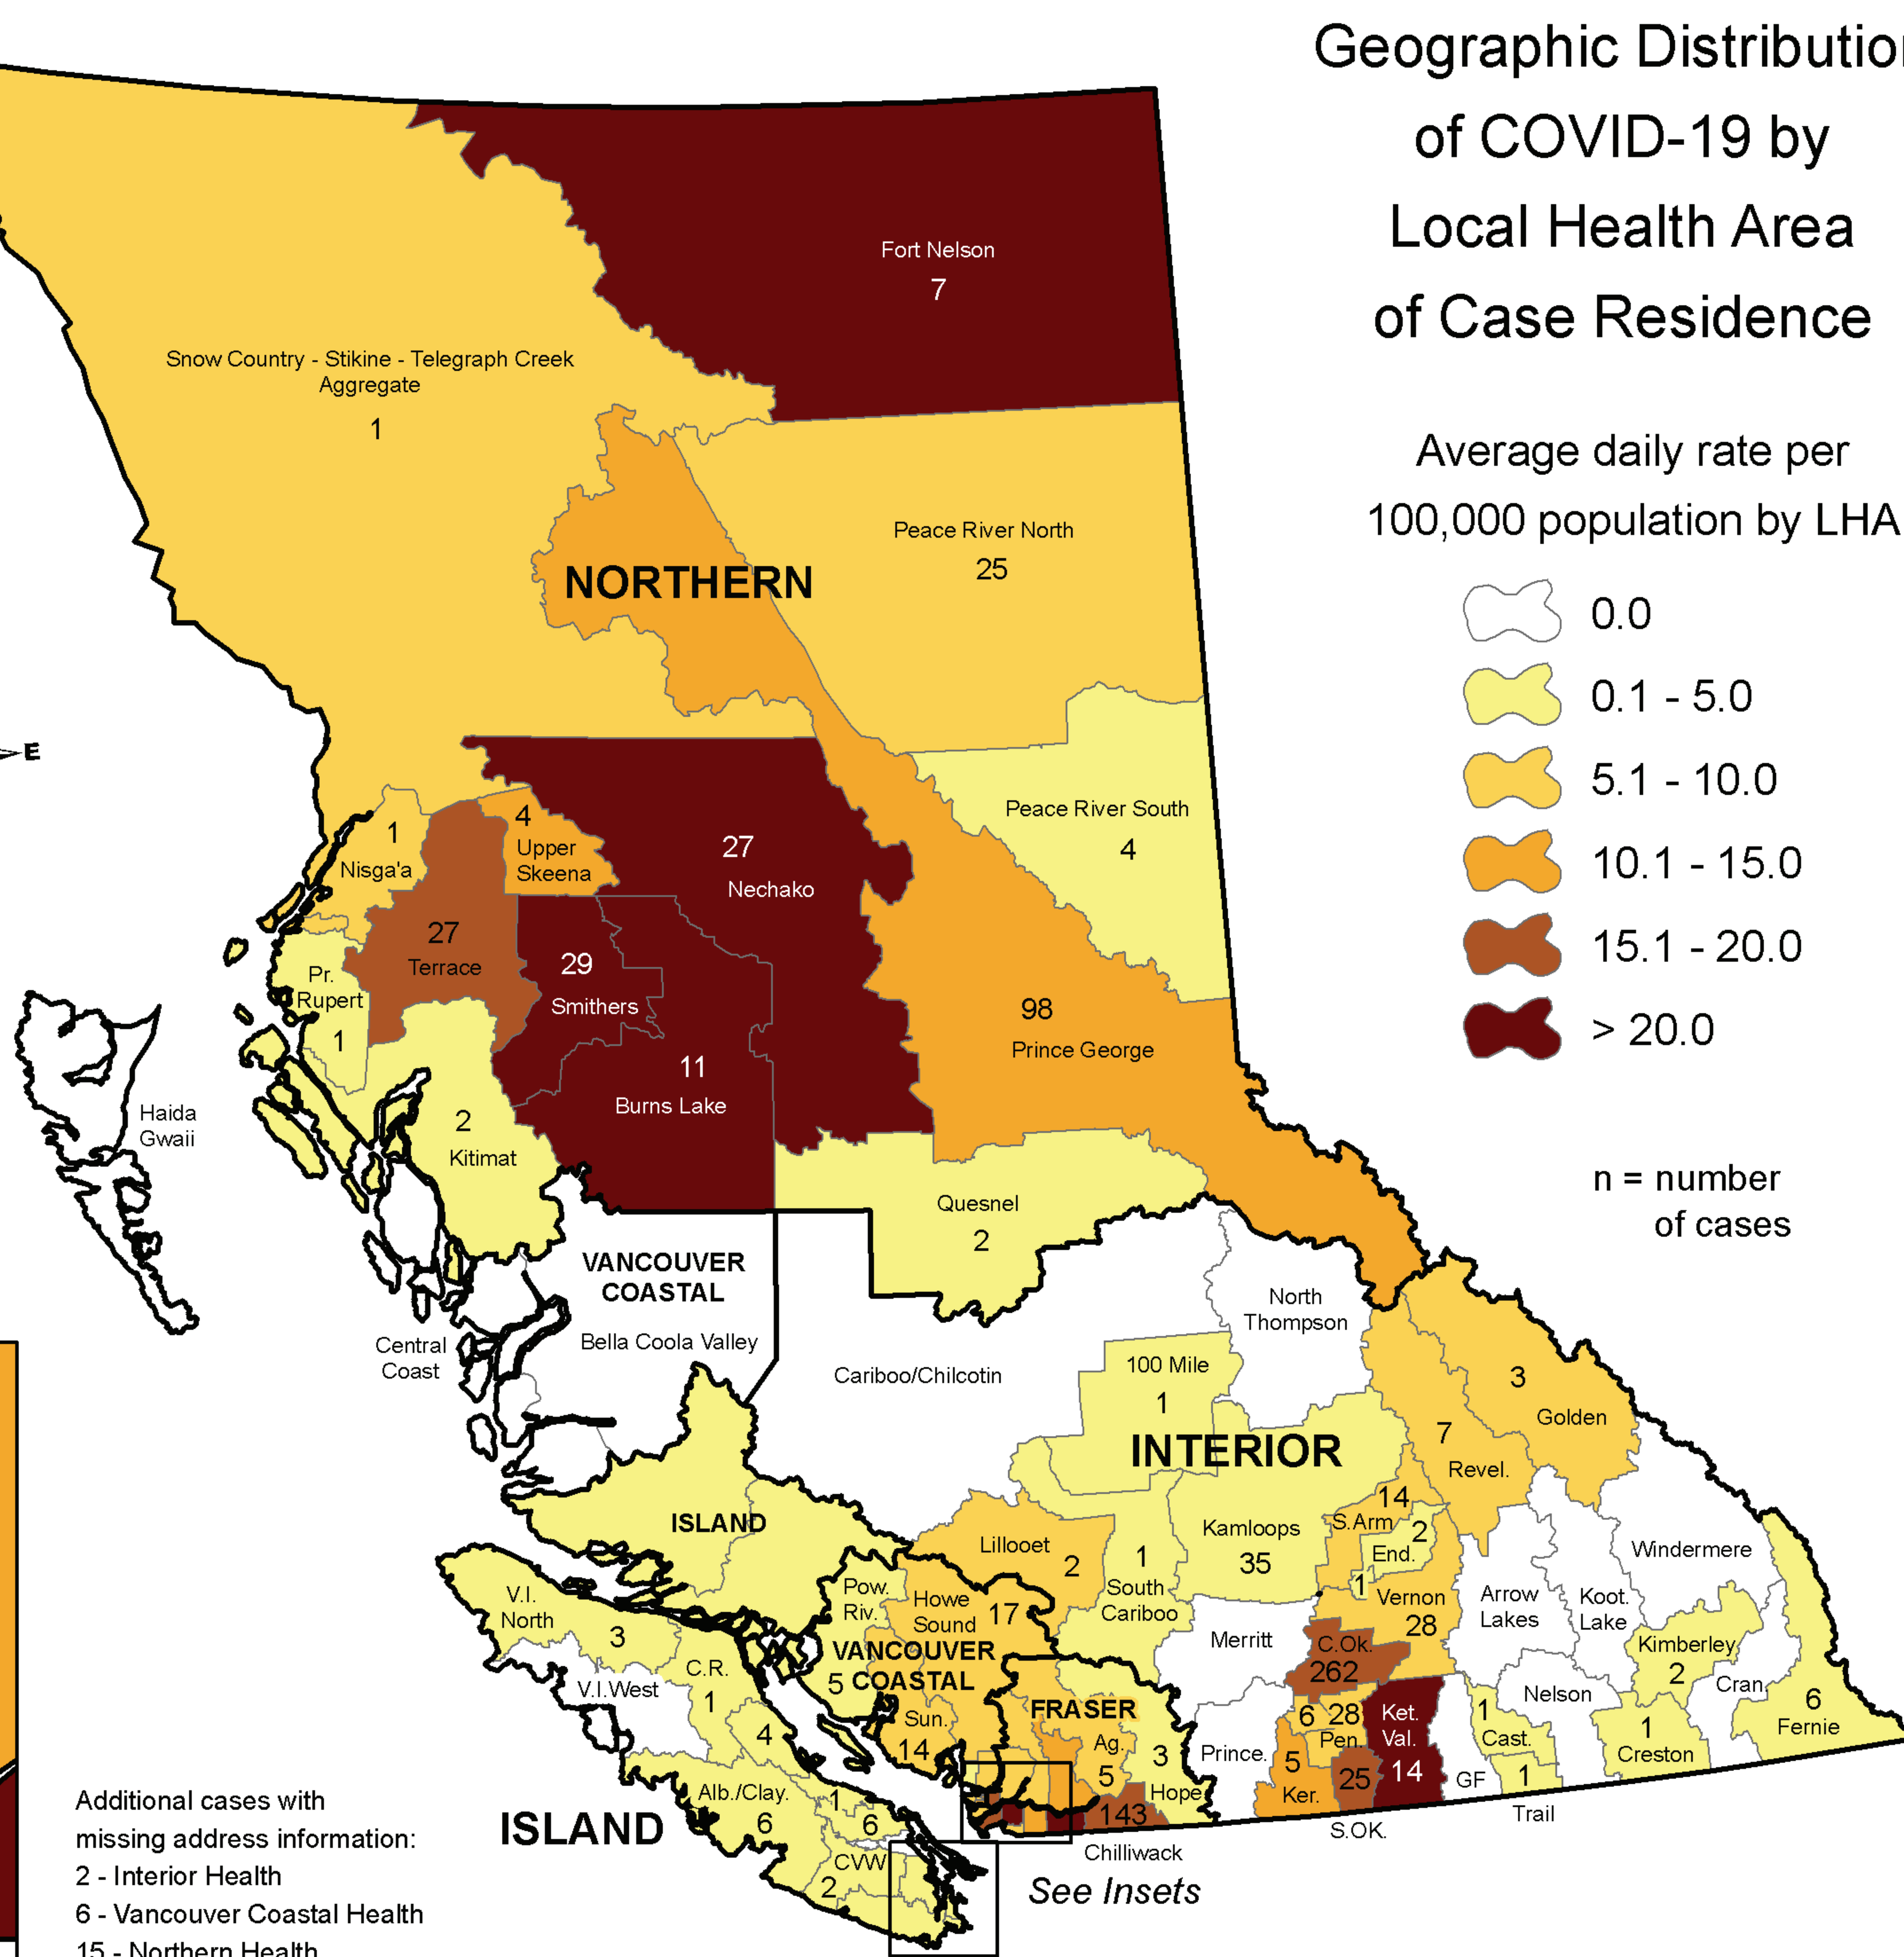 Geographic Distribution
of COVID-19 by
Local Health Area
of Case Residence
Average daily rate per
100,000 population by LHA
0.0
0.1 - 5.0
5.1 - 10.0
10.1 - 15.0
15.1 - 20.0
> 20.0
n = number
of cases
Fort Nelson
7
Snow Country - Stikine - Telegraph Creek
Aggregate
1
Peace River North
25
NORTHERN
E
Peace River South
4
1
Nisga'a
4
Upper
Skeena
27
Nechako
27
Terrace
29
Smithers
Pr.
Rupert
1
98
Prince George
11
Burns Lake
Haida
Gwaii
2
Kitimat
Quesnel
2
VANCOUVER
COASTAL
Bella Coola Valley
Central
Coast
Cariboo/Chilcotin
North
Thompson
100 Mile
1
INTERIOR
3
Golden
7
Revel.
ISLAND
Lillooet
2
1
South
Cariboo
Kamloops
35
14
S.Arm
2
End.
1
Vernon
28
Arrow
Lakes
Koot.
Lake
Windermere
V.I.
North
3
Pow.
Riv.
5
Howe
Sound
17
VANCOUVER
COASTAL
Merritt
C.Ok.
262
Kimberley
2
Cran.
V.I.West
C.R.
1
4
Sun.
14
FRASER
Ag.
5
3
Hope
Prince.
6
28
Pen.
Ket.
Val.
14
5
Ker.
25
S.OK.
GF
1
Cast.
1
Trail
Nelson
1
Creston
6
Fernie
Alb./Clay.
6
1
6
CVW
2
ISLAND
143
Chilliwack
See Insets
Additional cases with
missing address information:
2 - Interior Health
6 - Vancouver Coastal Health
15 - Northern Health